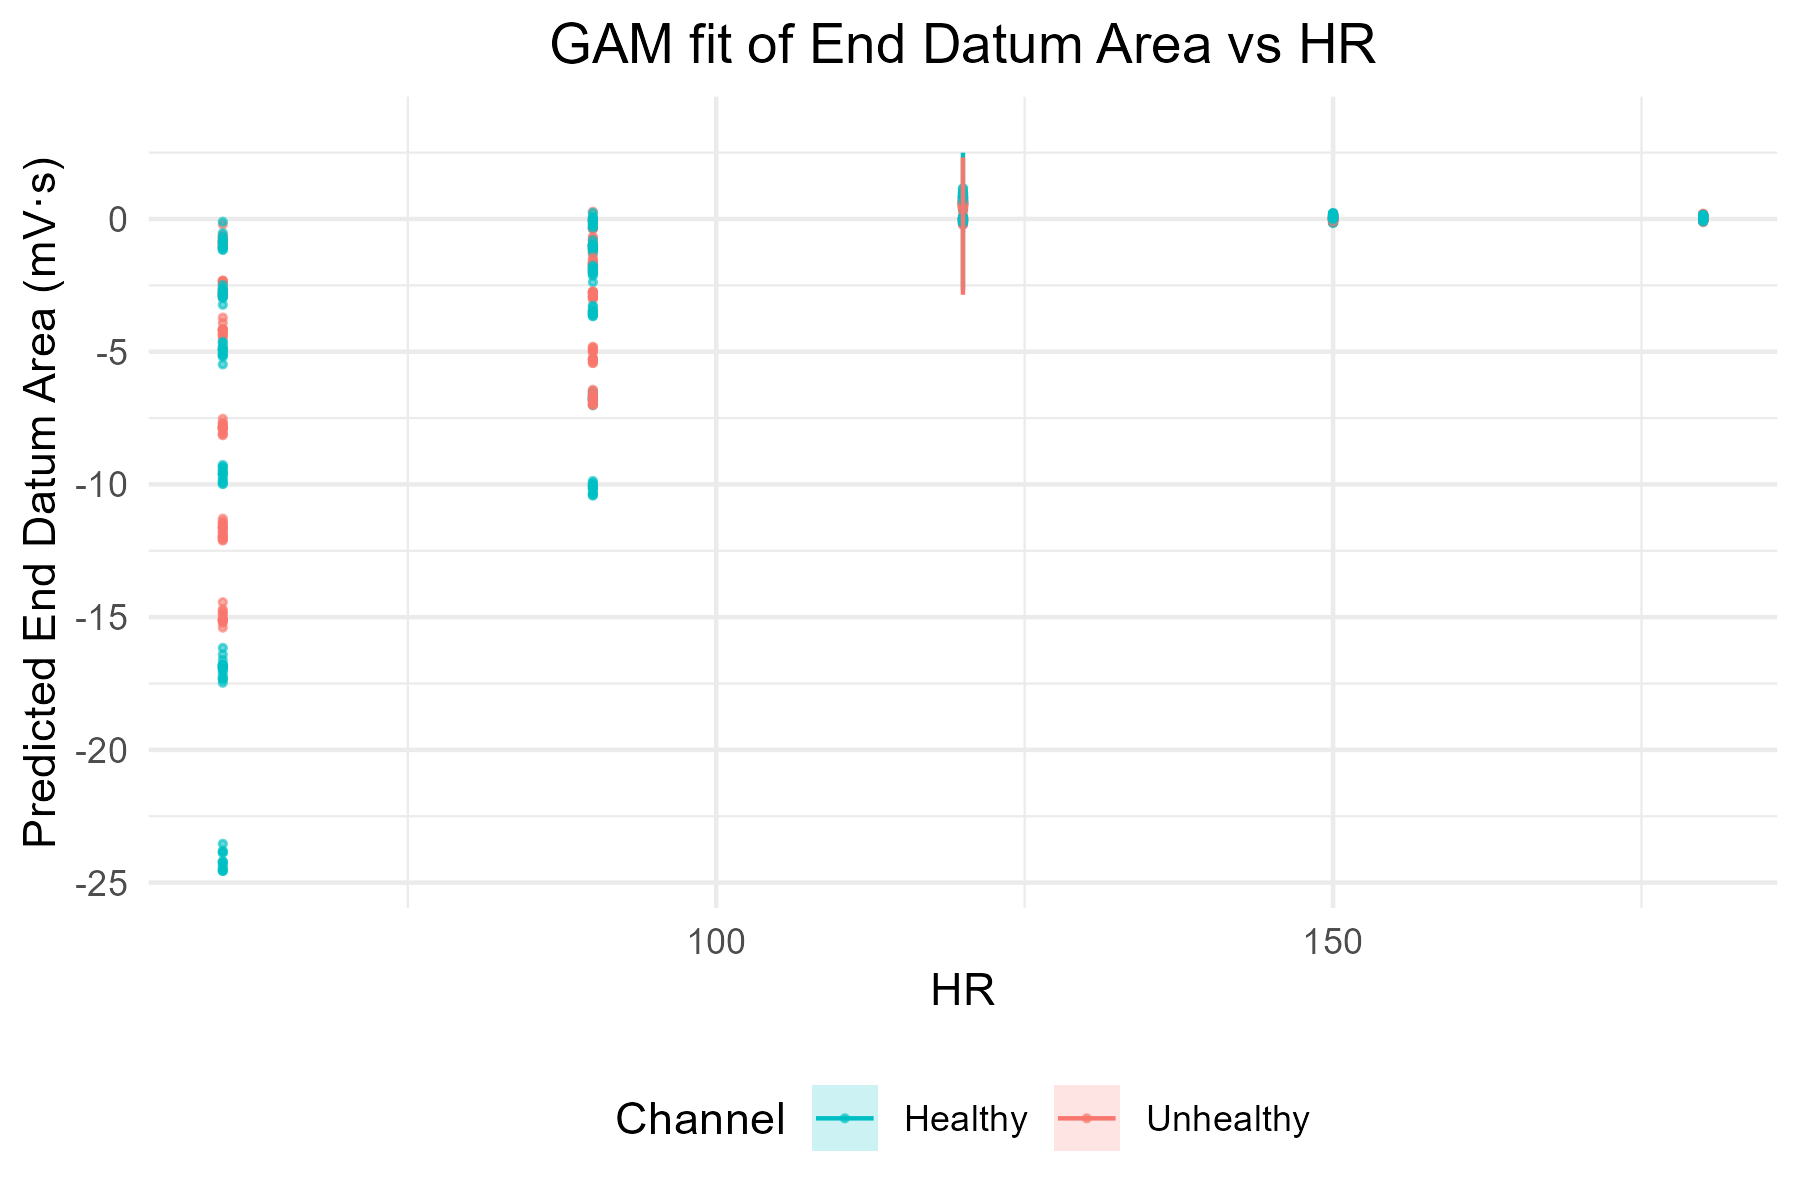 GAM fit of End Datum Area vs HR
Predicted End Datum Area (mV·s)
0
-5
-10
-15
-20
-25
100 150
HR
Channel Healthy Unhealthy